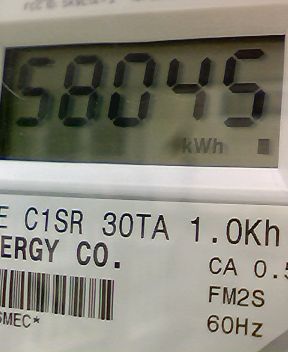 58045
kWh
E C1SR 30TA 1.0Kh
ERGY CO.
CA 0.5
FM2S
SMEC*
60Hz